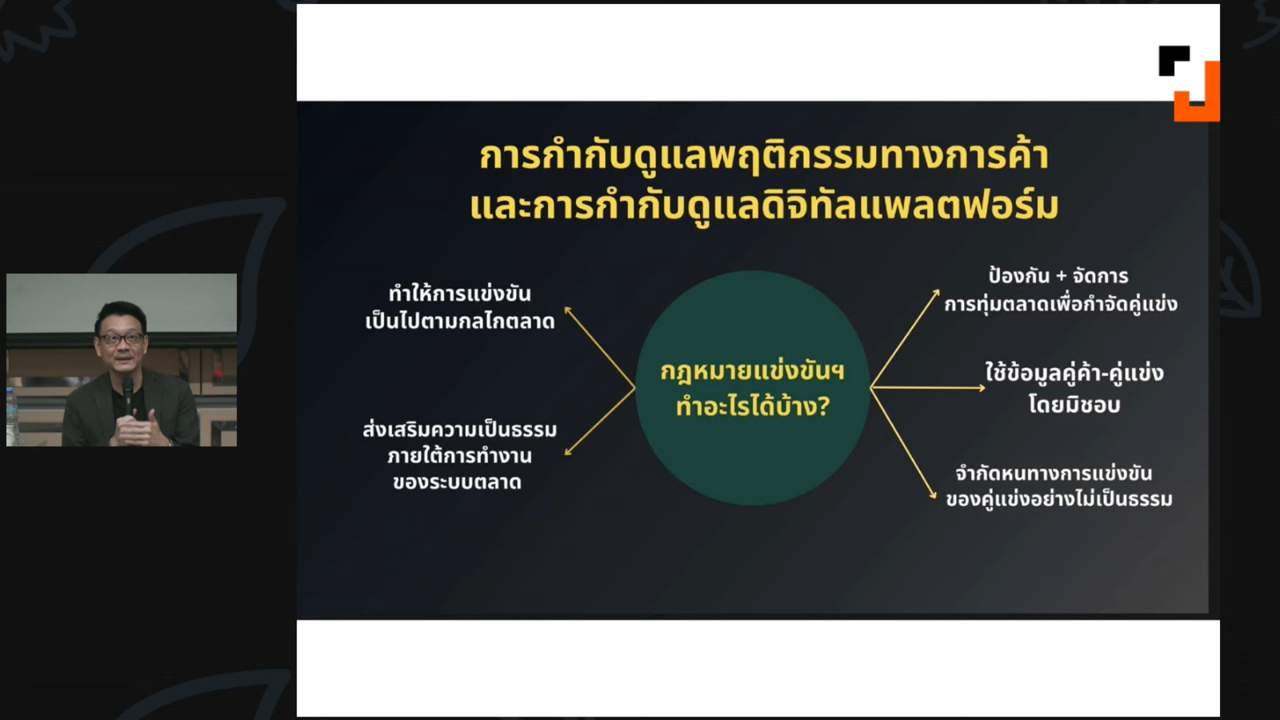 การกำกับดูแลพฤติกรรมทางการค้า
และการกำกับดูแลดิจิทัลแพลตฟอร์ม
ทำให้การแข่งขัน
เป็นไปตามกลไกตลาด
ส่งเสริมความเป็นธรรม
ภายใต้การทำงาน
ของระบบตลาด
กฎหมายแข่งขันฯ
ทำอะไรได้บ้าง?
ป้องกัน + จัดการ
การทุ่มตลาดเพื่อกำจัดคู่แข่ง
ใช้ข้อมูลคู่ค้า-คู่แข่ง
โดยมิชอบ
จำกัดหนทางการแข่งขัน
ของคู่แข่งอย่างไม่เป็นธรรม